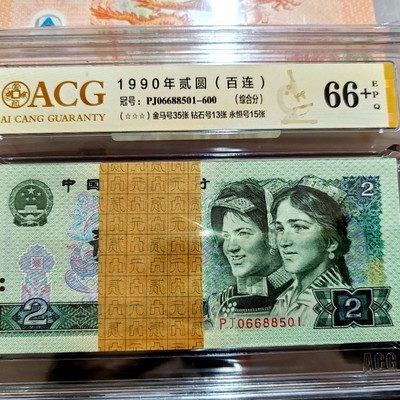 ACG
AI CANG GUARANTY
1990年贰圆（百连）
冠号：PJ06688501-600 （综合分）
(☆☆☆) 金马号35张 钻石号13张 永恒号15张
66+
EPQ
中国
行
2
2
2
PJ06688501
ACG